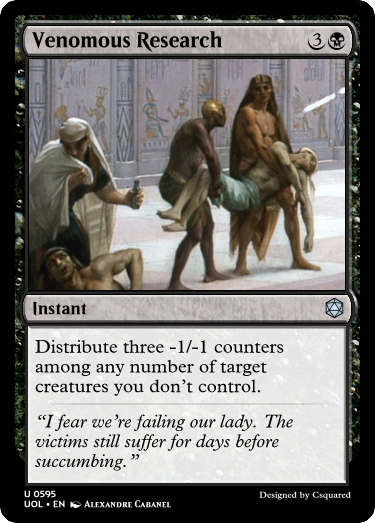 Venomous Research 3
Instant
Distribute three -1/-1 counters
among any number of target
creatures you don't control.
"I fear we're failing our lady. The
victims still suffer for days before
succumbing."
U 0595
UOL • EN Alexandre Cabanel
Designed by Csquared